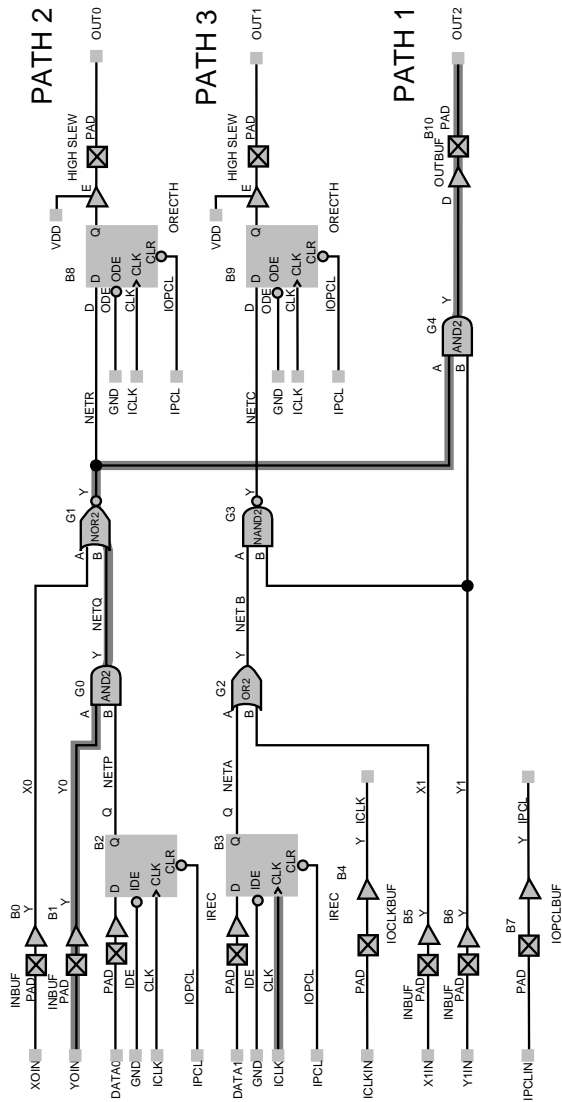 PATH 2
PATH 3
PATH 1
OUT0
OUT1
OUT2
HIGH SLEW
PAD
E
VDD
Q
ORECTH
B8
D
ODE
CLK
CLR
D
ODE
CLK
IOPCL
NETR
GND
ICLK
IPCL
HIGH SLEW
PAD
E
VDD
Q
ORECTH
B9
D
ODE
CLK
CLR
D
ODE
CLK
IOPCL
NETC
GND
ICLK
IPCL
B10
PAD
OUTBUF
D
Y
G4
AND2
A
B
G1
NOR2
Y
A
B
G3
NAND2
Y
A
B
NETQ
NET B
Y
G0
AND2
A
B
Y
G2
OR2
A
B
X0
Y0
NETP
NETA
X1
Y1
Q
B2
Q
D
IDE
CLK
CLR
IREC
PAD
IDE
CLK
IOPCL
Q
B3
Q
D
IDE
CLK
CLR
IREC
PAD
IDE
CLK
IOPCL
B0
Y
INBUF
PAD
B1
Y
INBUF
PAD
B4
Y
ICLK
IOCLKBUF
PAD
B5
Y
INBUF
PAD
B6
Y
INBUF
PAD
B7
Y
IPCL
IOPCLBUF
PAD
XOIN
YOIN
DATA0
GND
ICLK
IPCL
DATA1
GND
ICLK
IPCL
ICLKIN
X1IN
Y1IN
IPCLIN